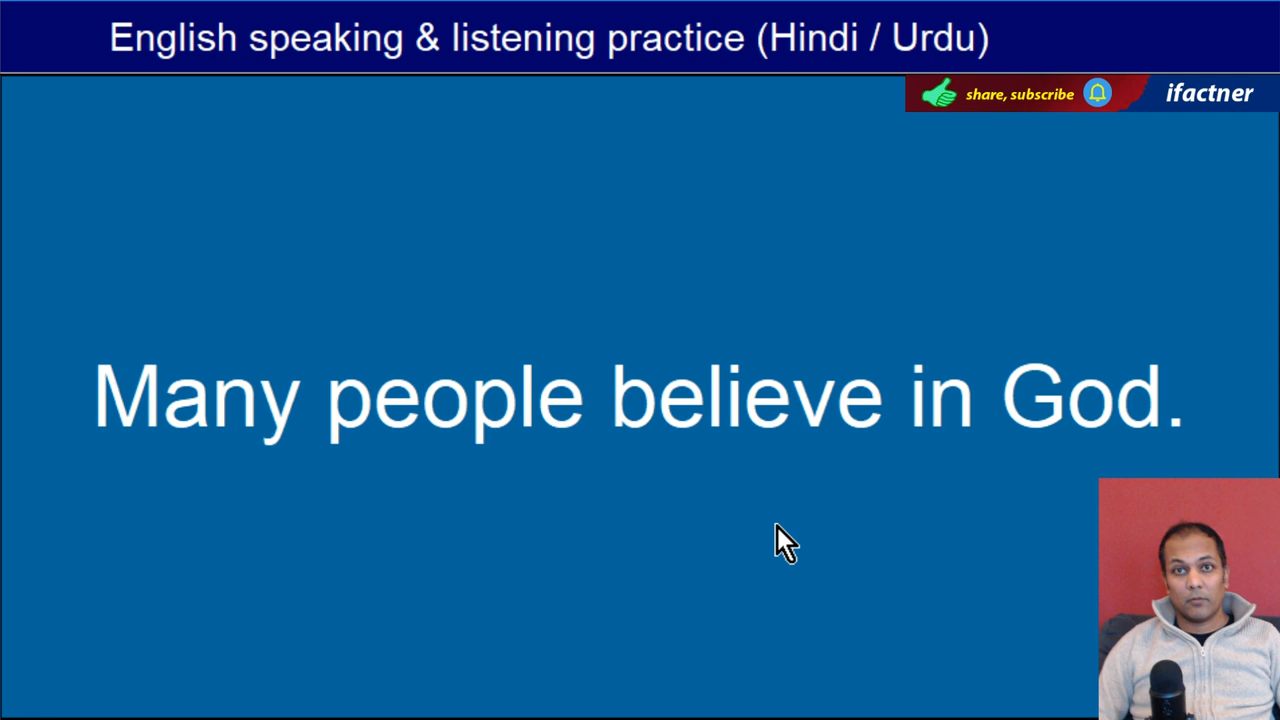 English speaking & listening practice (Hindi / Urdu)
share, subscribe
ifactner
Many people believe in God.